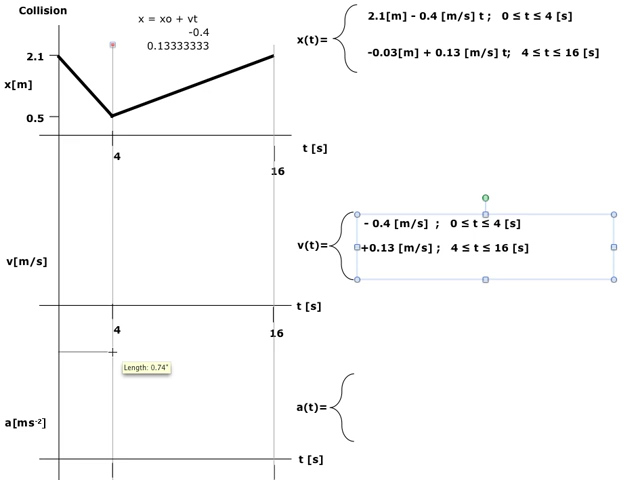 Collision
x = xo + vt
-0.4
0.13333333
2.1
x[m]
0.5
4
16
t [s]
x(t)=
2.1[m] - 0.4 [m/s] t ; 0 ≤ t ≤ 4 [s]
-0.03[m] + 0.13 [m/s] t; 4 ≤ t ≤ 16 [s]
v[m/s]
4
16
t [s]
v(t)=
- 0.4 [m/s] ; 0 ≤ t ≤ 4 [s]
+0.13 [m/s] ; 4 ≤ t ≤ 16 [s]
Length: 0.74"
a[ms-2]
t [s]
a(t)=